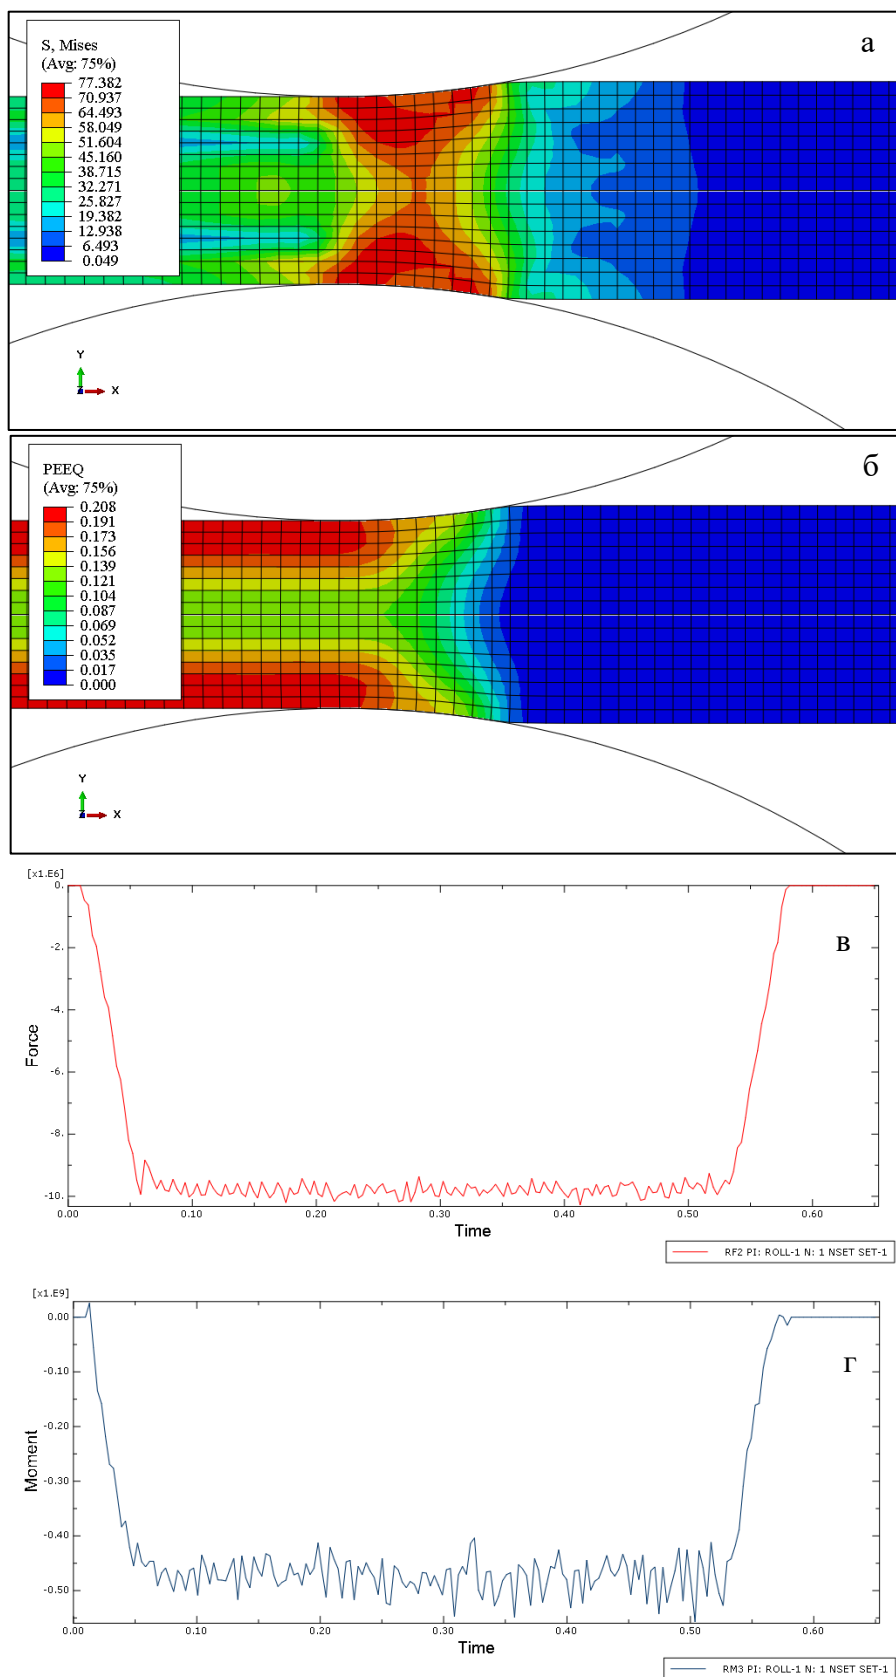 а
S, Mises
(Avg: 75%)
77.382
70.937
64.493
58.049
51.604
45.160
38.715
32.271
25.827
19.382
12.938
6.493
0.049
Y
Z
X
б
PEEQ
(Avg: 75%)
0.208
0.191
0.173
0.156
0.139
0.121
0.104
0.087
0.069
0.052
0.035
0.017
0.000
Y
Z
X
[x1.E6]
0.
-2.
-4.
-6.
-8.
-10.
Force
в
0.00 0.10 0.20 0.30 0.40 0.50 0.60
Time
RF2 PI: ROLL-1 N: 1 NSET SET-1
[x1.E9]
0.00
-0.10
-0.20
-0.30
-0.40
-0.50
Moment
г
0.00 0.10 0.20 0.30 0.40 0.50 0.60
Time
RM3 PI: ROLL-1 N: 1 NSET SET-1